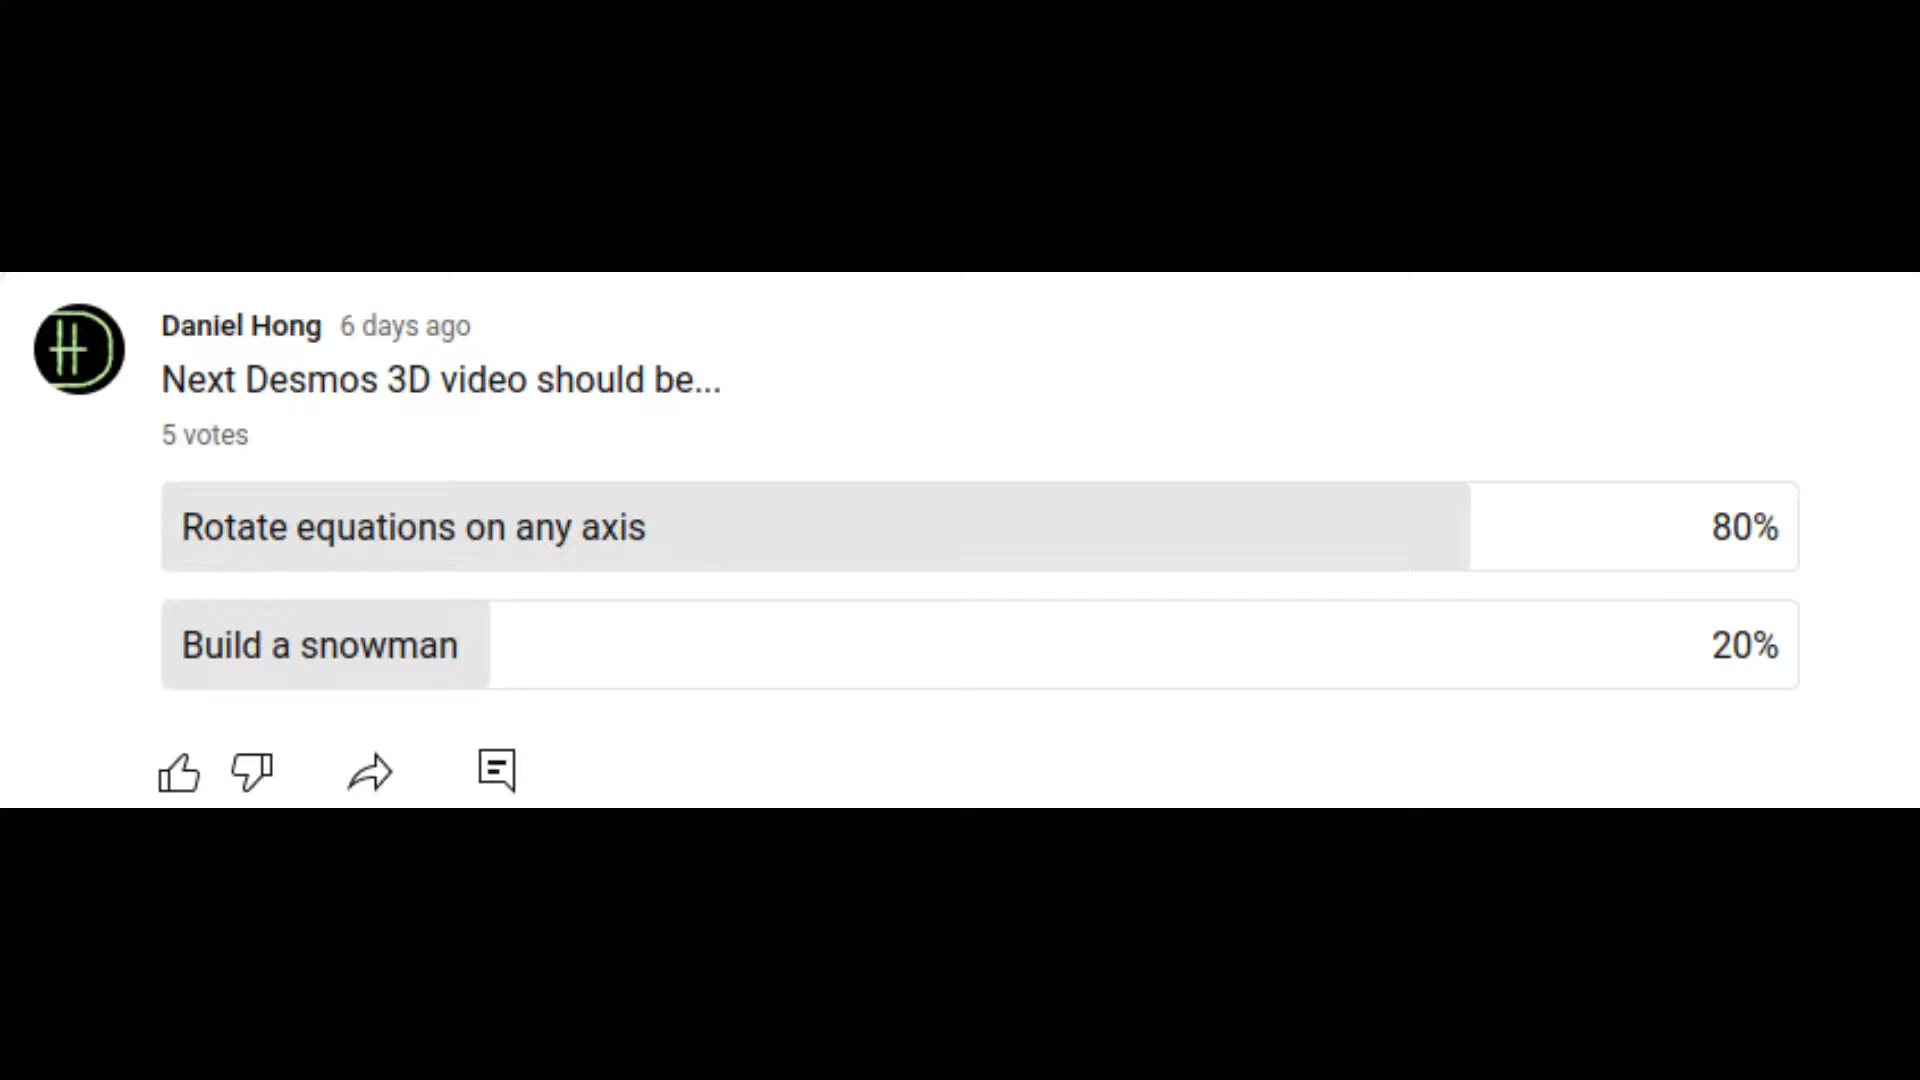 Daniel Hong 6 days ago
Next Desmos 3D video should be...
5 votes
Rotate equations on any axis 80%
Build a snowman 20%